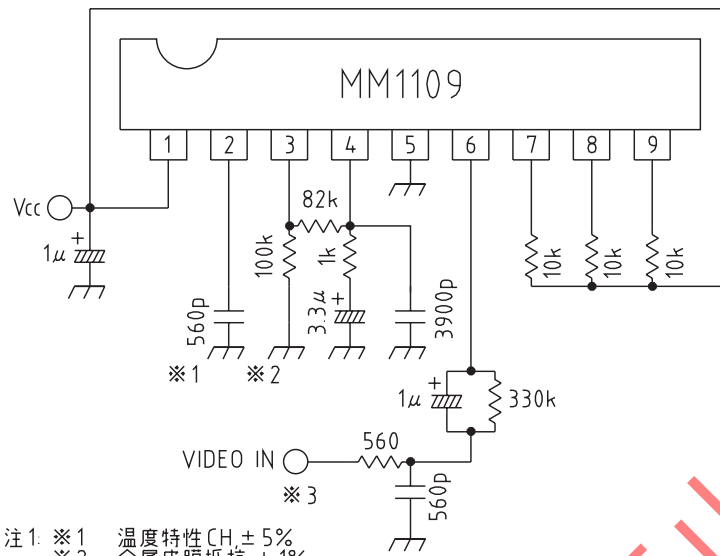 MM1109
1 2 3 4 5 6 7 8 9
Vcc
82k
1μ
+
100k
1k
10k
10k
10k
560p
3.3μ
+
3900p
※1
※2
1μ
+
330k
560
VIDEO IN
※3
560p
注1: ※1 温度特性CH,±5%